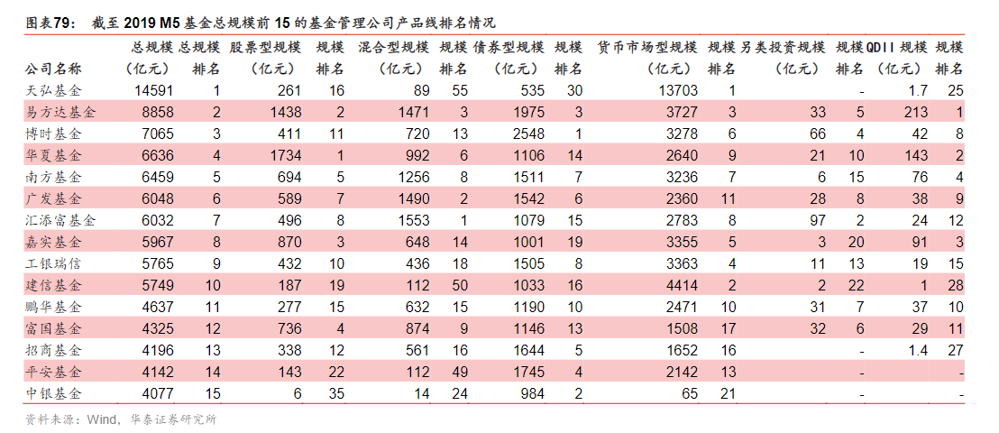 图表79： 截至 2019 M5 基金总规模前 15 的基金管理公司产品线排名情况
总规模 总规模 股票型规模 规模 混合型规模 规模 债券型规模 规模 货币市场型规模 规模 另类投资规模 规模 QDII 规模 规模
公司名称 （亿元） 排名 （亿元） 排名 （亿元） 排名 （亿元） 排名 （亿元） 排名 （亿元） 排名 （亿元） 排名
天弘基金 14591 1 261 16 89 55 535 30 13703 1 - 1.7 25
易方达基金 8858 2 1438 2 1471 3 1975 3 3727 3 33 5 213 1
博时基金 7065 3 411 11 720 13 2548 1 3278 6 66 4 42 8
华夏基金 6636 4 1734 1 992 6 1106 14 2640 9 21 10 143 2
南方基金 6459 5 694 5 1256 8 1511 7 3236 7 6 15 76 4
广发基金 6048 6 589 7 1490 2 1542 6 2360 11 28 8 38 9
汇添富基金 6032 7 496 8 1553 1 1079 15 2783 8 97 2 24 12
嘉实基金 5967 8 870 3 648 14 1001 19 3355 5 3 20 91 3
工银瑞信 5765 9 432 10 436 18 1505 8 3363 4 11 13 19 15
建信基金 5749 10 187 19 112 50 1033 16 4414 2 2 22 1 28
鹏华基金 4637 11 277 15 632 15 1190 10 2471 10 31 7 37 10
富国基金 4325 12 736 4 874 9 1146 13 1508 17 32 6 29 11
招商基金 4196 13 338 12 561 16 1644 5 1652 16 - 1.4 27
平安基金 4142 14 143 22 112 49 1745 4 2142 13 - -
中银基金 4077 15 6 35 14 24 984 2 65 21 - -
资料来源：Wind，华泰证券研究所